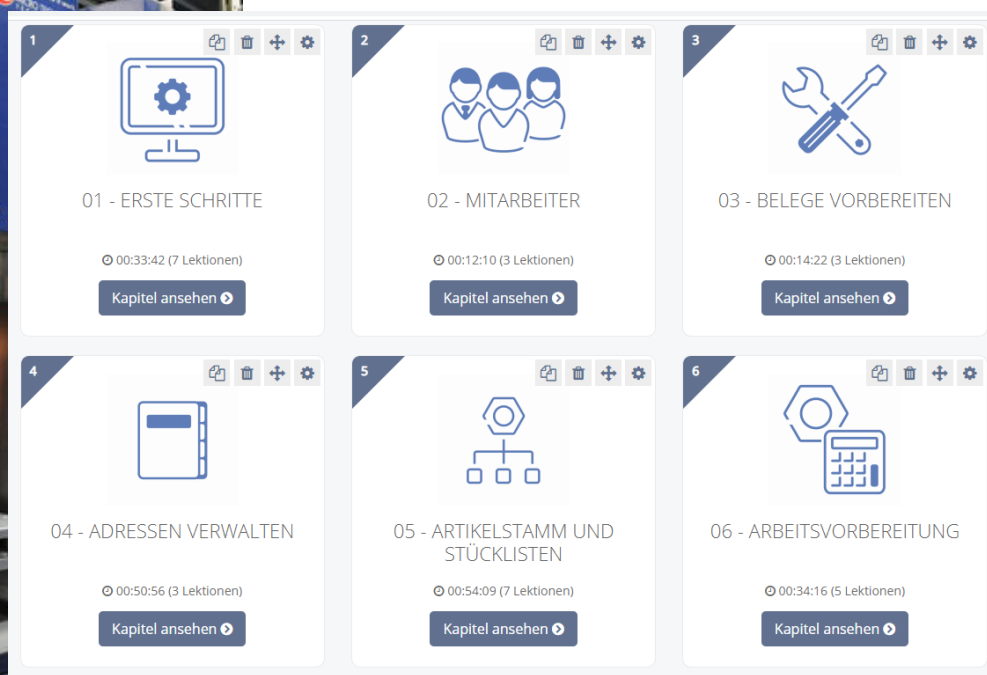 1
2
3
01 - ERSTE SCHRITTE
02 - MITARBEITER
03 - BELEGE VORBEREITEN
00:33:42 (7 Lektionen)
00:12:10 (3 Lektionen)
00:14:22 (3 Lektionen)
Kapitel ansehen
Kapitel ansehen
Kapitel ansehen
4
5
6
04 - ADRESSEN VERWALTEN
05 - ARTIKELSTAMM UND
STÜCKLISTEN
06 - ARBEITSVORBEREITUNG
00:50:56 (3 Lektionen)
00:54:09 (7 Lektionen)
00:34:16 (5 Lektionen)
Kapitel ansehen
Kapitel ansehen
Kapitel ansehen